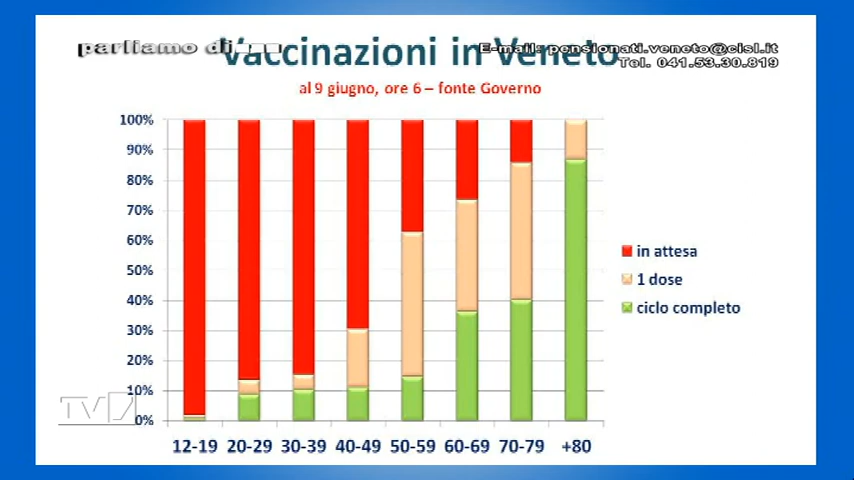 parliamo di
Vaccinazioni in Veneto
E-mail: pensionati.veneto@cisl.it
Tel. 041.53.30.819
al 9 giugno, ore 6 – fonte Governo
100%
90%
80%
70%
60%
50%
40%
30%
20%
10%
0%
in attesa
1 dose
ciclo completo
TV7
12-19 20-29 30-39 40-49 50-59 60-69 70-79 +80